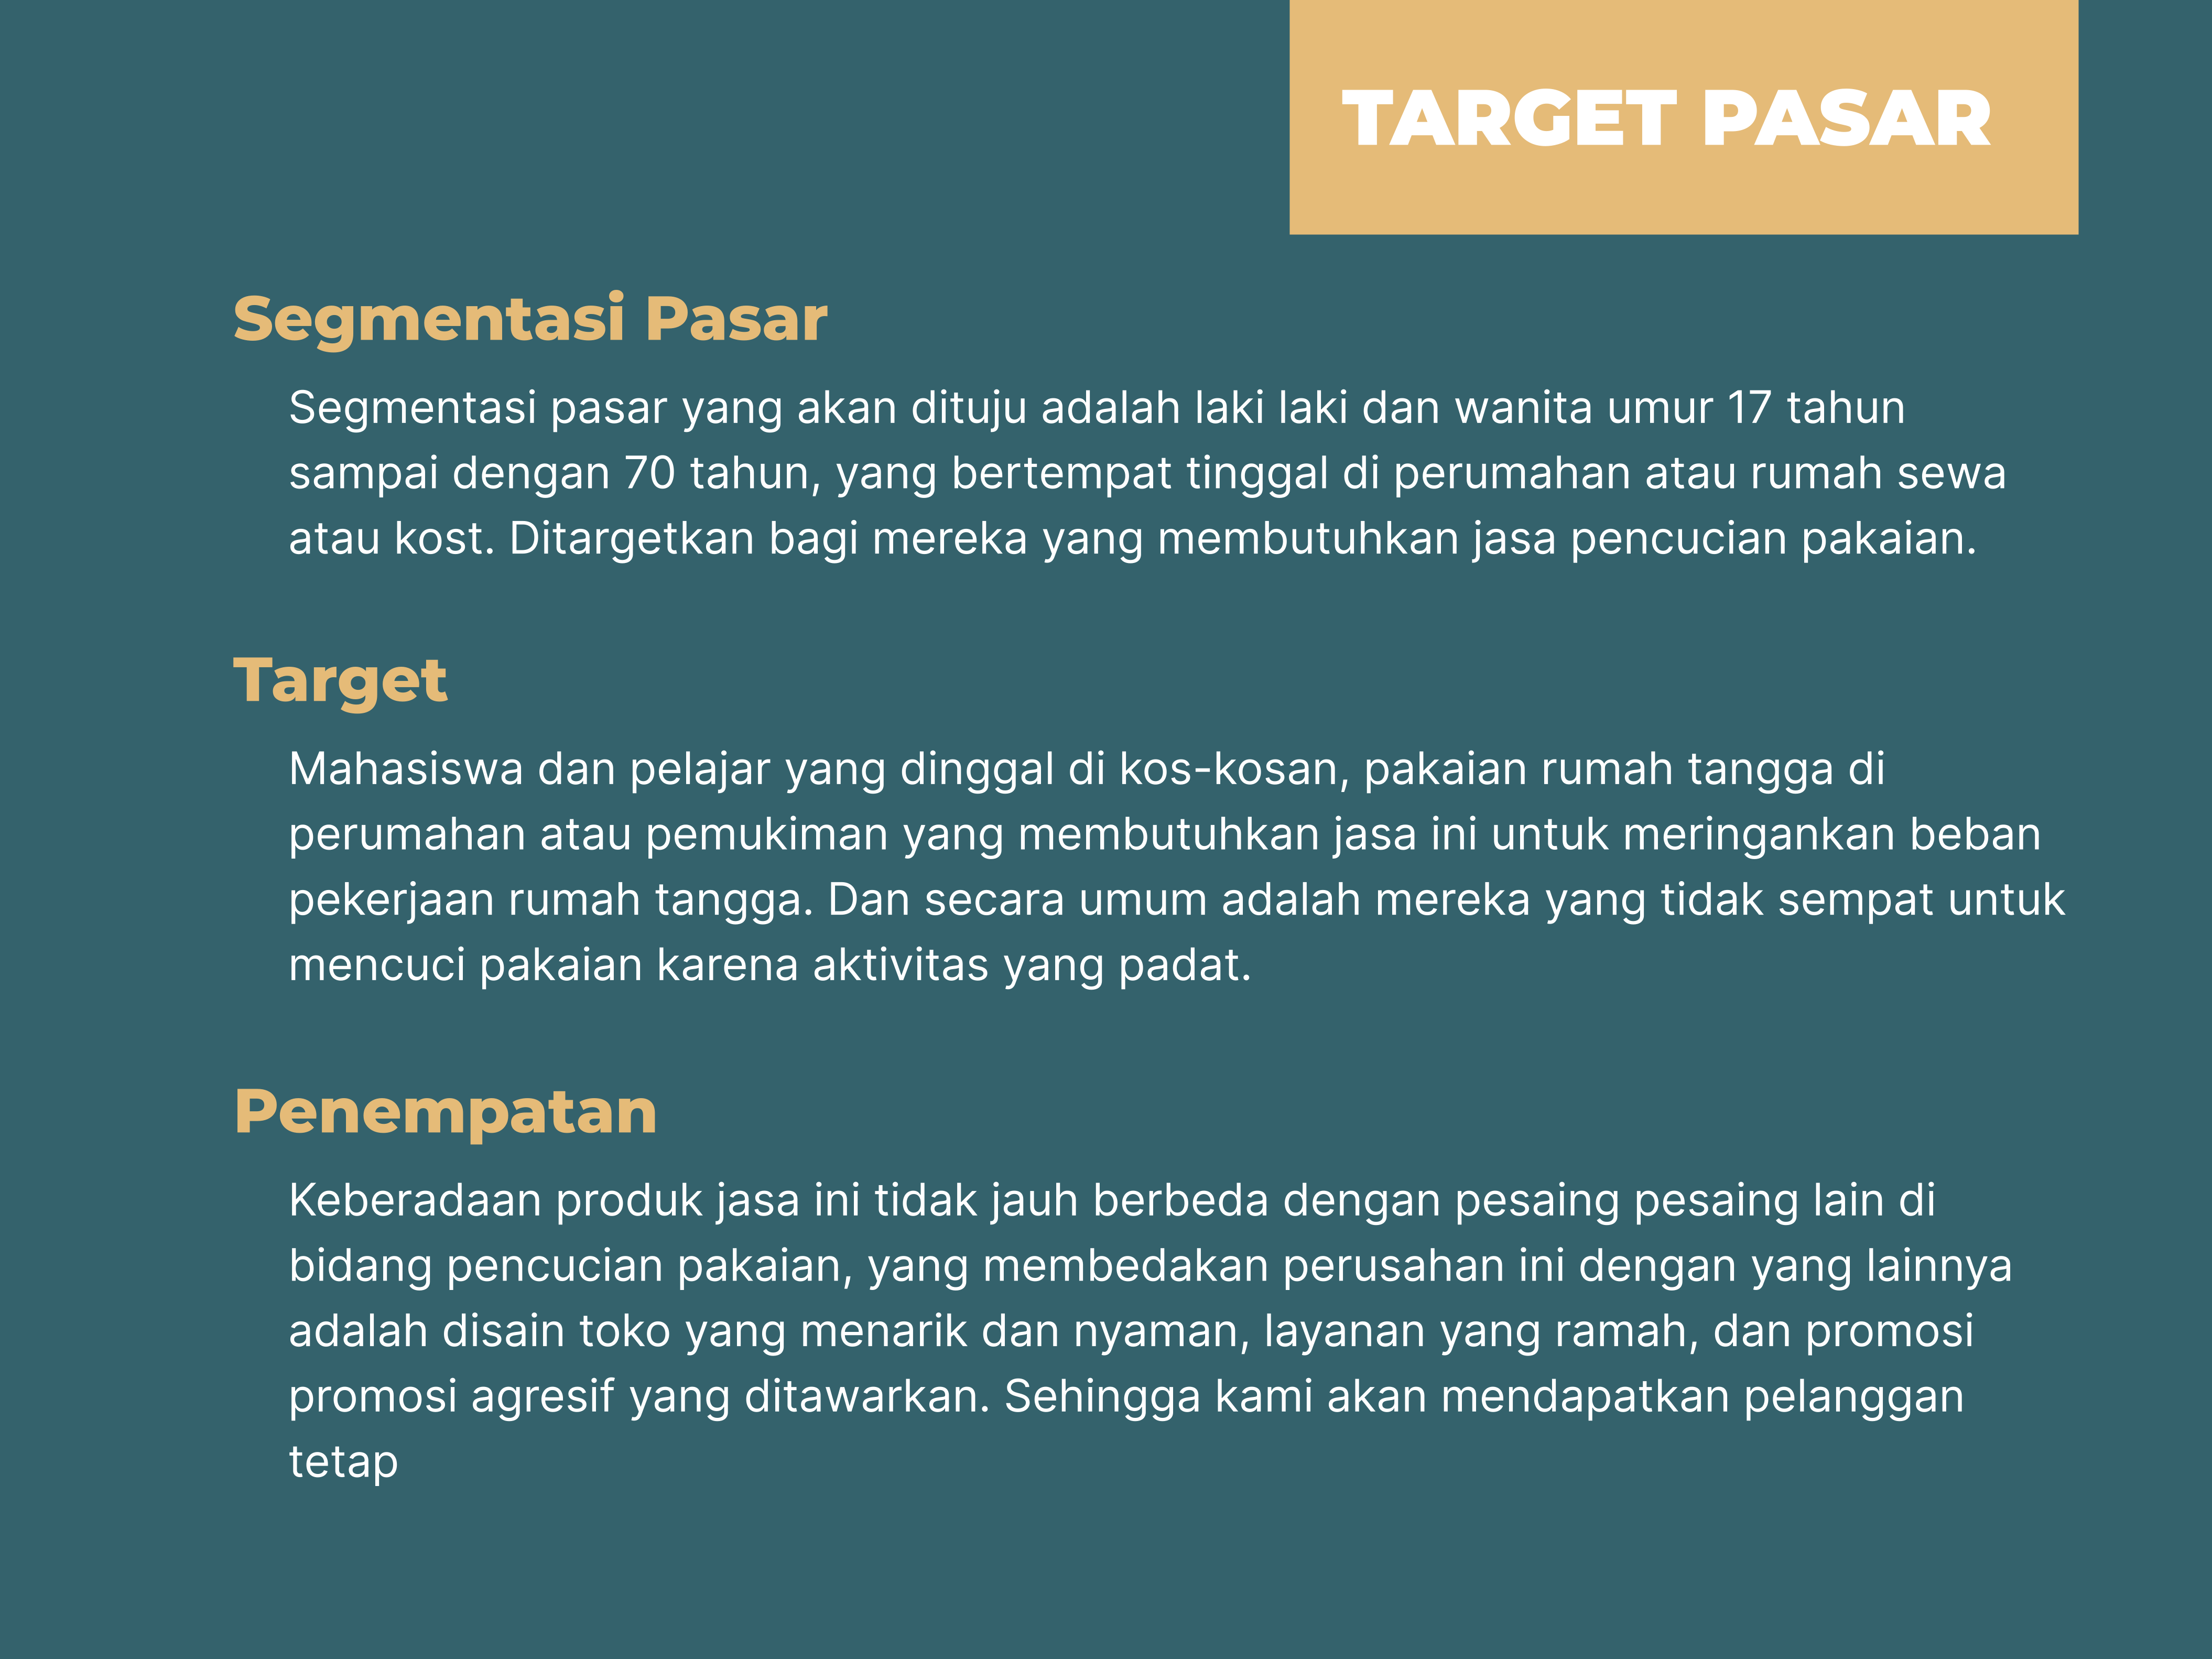 TARGET PASAR
Segmentasi Pasar
Segmentasi pasar yang akan dituju adalah laki laki dan wanita umur 17 tahun
sampai dengan 70 tahun, yang bertempat tinggal di perumahan atau rumah sewa
atau kost. Ditargetkan bagi mereka yang membutuhkan jasa pencucian pakaian.
Target
Mahasiswa dan pelajar yang dinggal di kos-kosan, pakaian rumah tangga di
perumahan atau pemukiman yang membutuhkan jasa ini untuk meringankan beban
pekerjaan rumah tangga. Dan secara umum adalah mereka yang tidak sempat untuk
mencuci pakaian karena aktivitas yang padat.
Penempatan
Keberadaan produk jasa ini tidak jauh berbeda dengan pesaing pesaing lain di
bidang pencucian pakaian, yang membedakan perusahan ini dengan yang lainnya
adalah disain toko yang menarik dan nyaman, layanan yang ramah, dan promosi
promosi agresif yang ditawarkan. Sehingga kami akan mendapatkan pelanggan
tetap